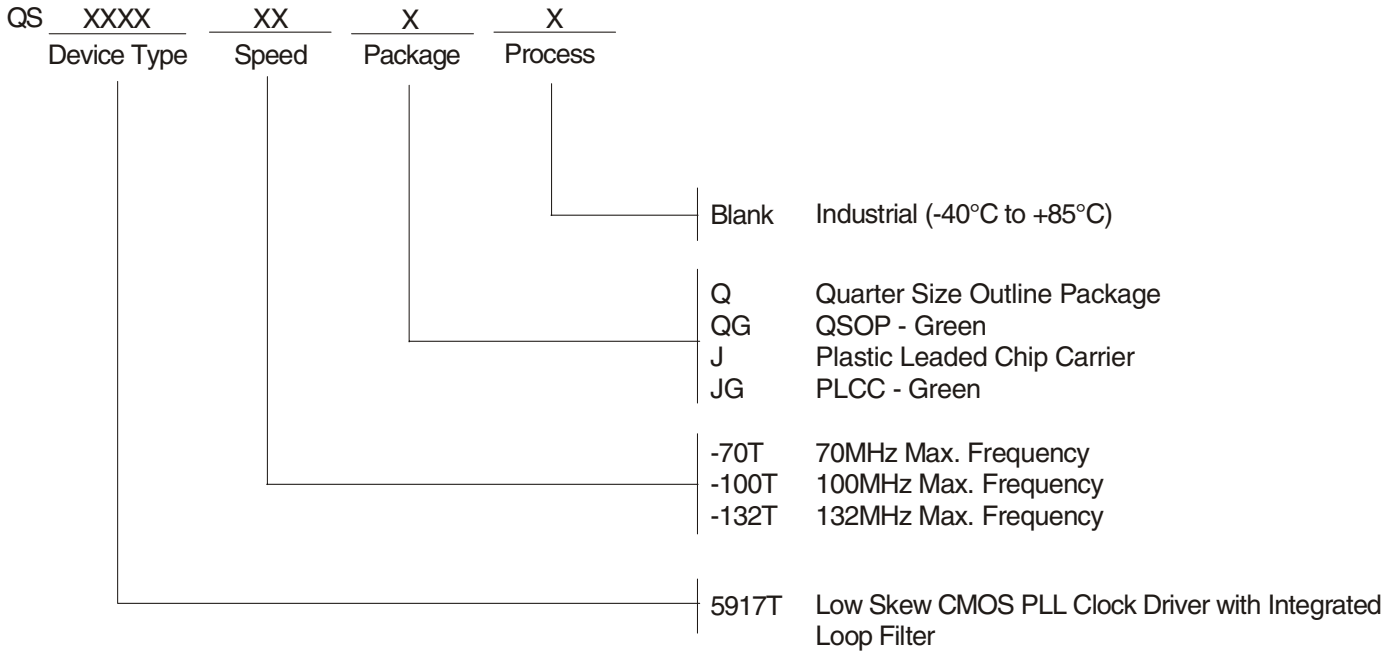 QS XXXX XX X X
Device Type Speed Package Process
Blank Industrial (-40°C to +85°C)
Q Quarter Size Outline Package
QG QSOP - Green
J Plastic Leaded Chip Carrier
JG PLCC - Green
-70T 70MHz Max. Frequency
-100T 100MHz Max. Frequency
-132T 132MHz Max. Frequency
5917T Low Skew CMOS PLL Clock Driver with Integrated
Loop Filter